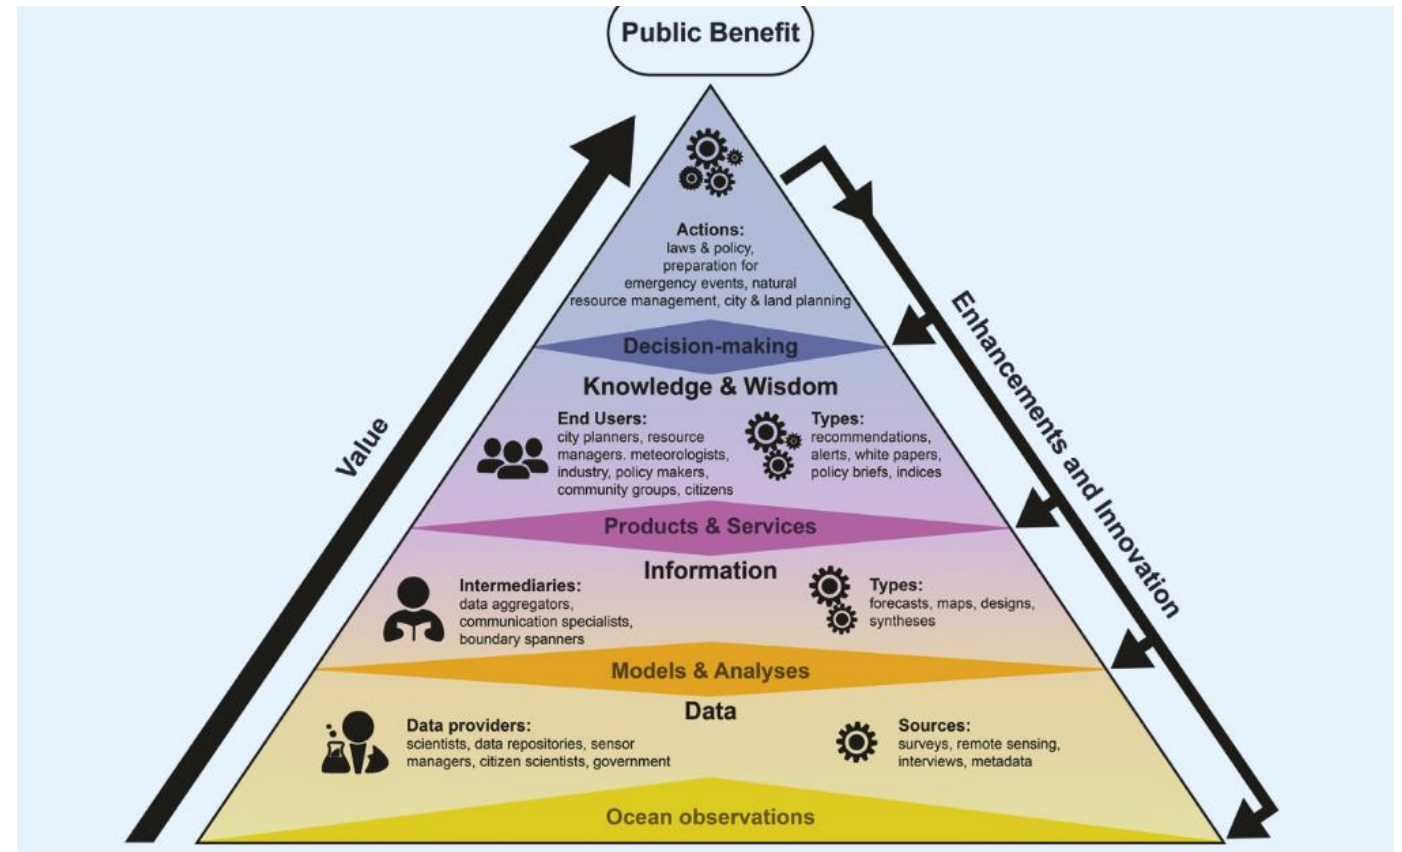 Public Benefit
Actions:
laws & policy,
preparation for
emergency events, natural
resource management, city & land planning
Decision-making
Knowledge & Wisdom
End Users:
city planners, resource
managers. meteorologists,
industry, policy makers,
community groups, citizens
Types:
recommendations,
alerts, white papers,
policy briefs, indices
Products & Services
Information
Intermediaries:
data aggregators,
communication specialists,
boundary spanners
Types:
forecasts, maps, designs,
syntheses
Models & Analyses
Data
Data providers:
scientists, data repositories, sensor
managers, citizen scientists, government
Sources:
surveys, remote sensing,
interviews, metadata
Ocean observations
Value
Enhancements and Innovation